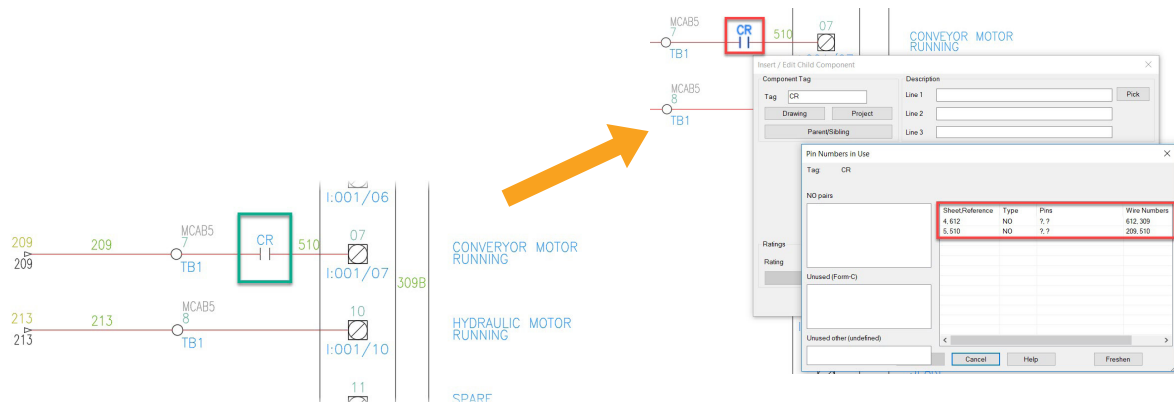 I:001/06
209
209
209
MCAB5
7
TB1
CR
510
07
I:001/07
CONVERYOR MOTOR
RUNNING
309B
213
213
213
MCAB5
8
TB1
10
I:001/10
HYDRAULIC MOTOR
RUNNING
11
SPARE
MCAB5
7
TB1
CR
510
07
CONVEYOR MOTOR
RUNNING
MCAB5
8
TB1
Insert / Edit Child Component
Component Tag
Tag CR
Drawing Project
Parent/Sibling
Description
Line 1 Pick
Line 2
Line 3
Ratings
Rating
Pin Numbers in Use
Tag: CR
NO pairs
Unused (Form-C)
Unused other (undefined)
Sheet,Reference Type Pins Wire Numbers
4,612 NO ?, ? 612, 309
5,510 NO ?, ? 209, 510
Cancel Help Freshen